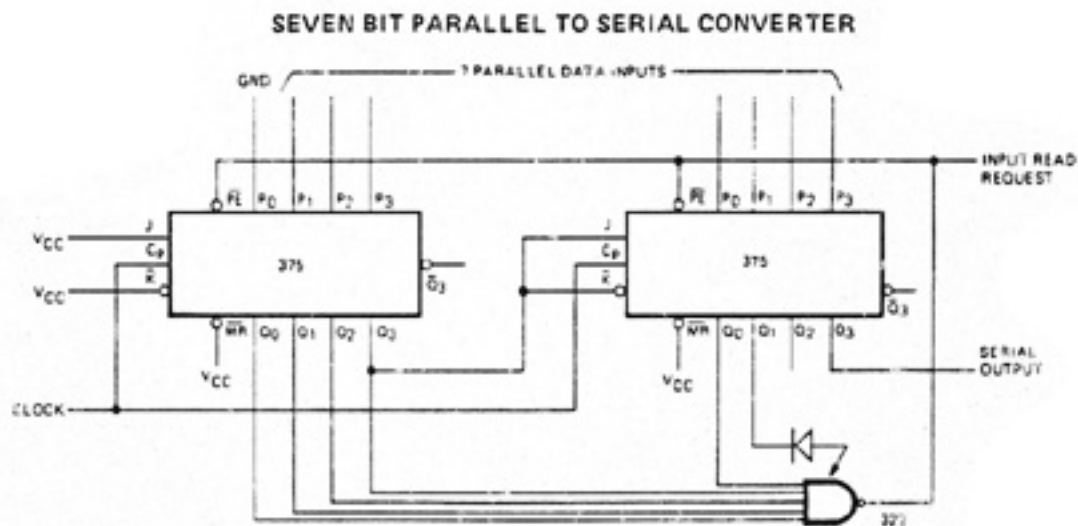 SEVEN BIT PARALLEL TO SERIAL CONVERTER
GND
7 PARALLEL DATA INPUTS
INPUT READ
REQUEST
PE P0 P1 P2 P3
PE P0 P1 P2 P3
VCC
J
CP
K
375
Q3
VCC
J
CP
K
375
Q3
MR Q0 Q1 Q2 Q3
MR Q0 Q1 Q2 Q3
VCC
VCC
SERIAL
OUTPUT
CLOCK